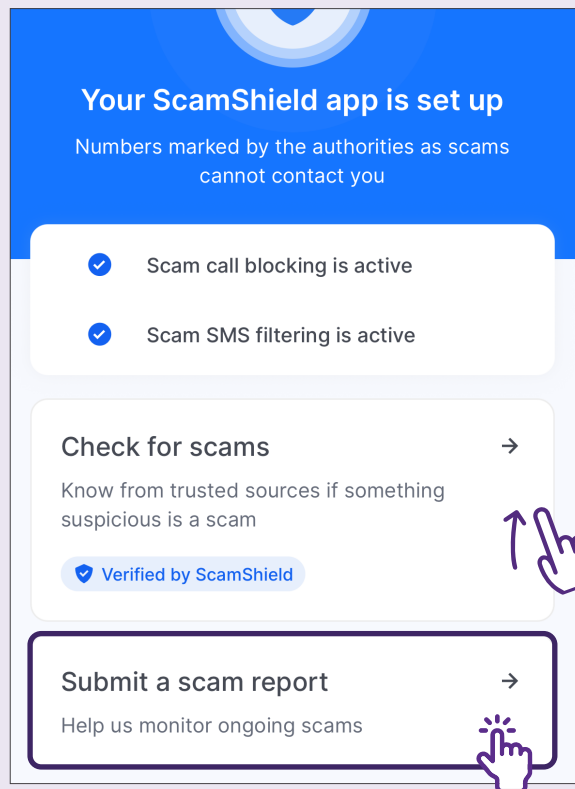 Your ScamShield app is set up
Numbers marked by the authorities as scams
cannot contact you
Scam call blocking is active
Scam SMS filtering is active
Check for scams
Know from trusted sources if something
suspicious is a scam
Verified by ScamShield
Submit a scam report
Help us monitor ongoing scams